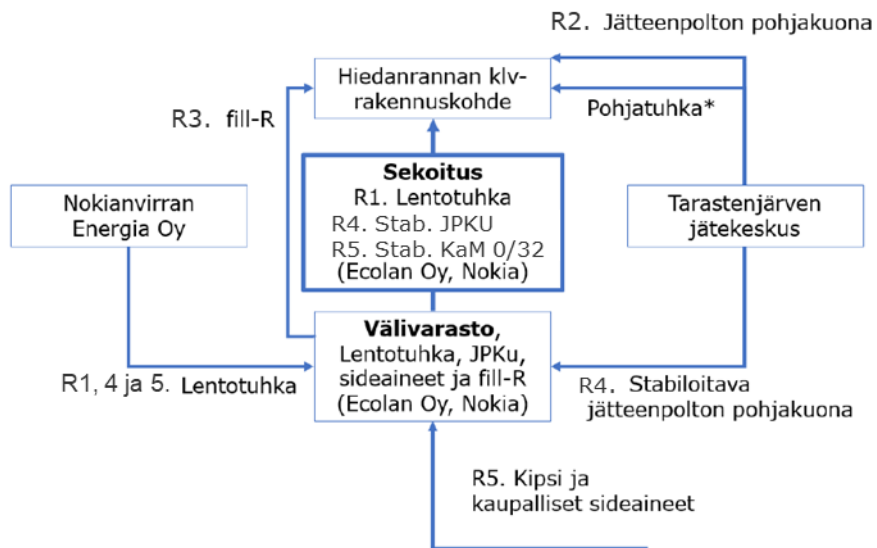 R2. Jätteenpolton pohjakuona
Hiedanrannan klv-
rakennuskohde
R3. fill-R
Pohjatuhka*
Sekoitus
R1. Lentotuhka
R4. Stab. JPKU
R5. Stab. KaM 0/32
(Ecolan Oy, Nokia)
Nokianvirran
Energia Oy
Tarastenjärven
jätekeskus
Välivarasto,
Lentotuhka, JPKu,
sideaineet ja fill-R
(Ecolan Oy, Nokia)
R1, 4 ja 5. Lentotuhka
R4. Stabiloitava
jätteenpolton pohjakuona
R5. Kipsi ja
kaupalliset sideaineet